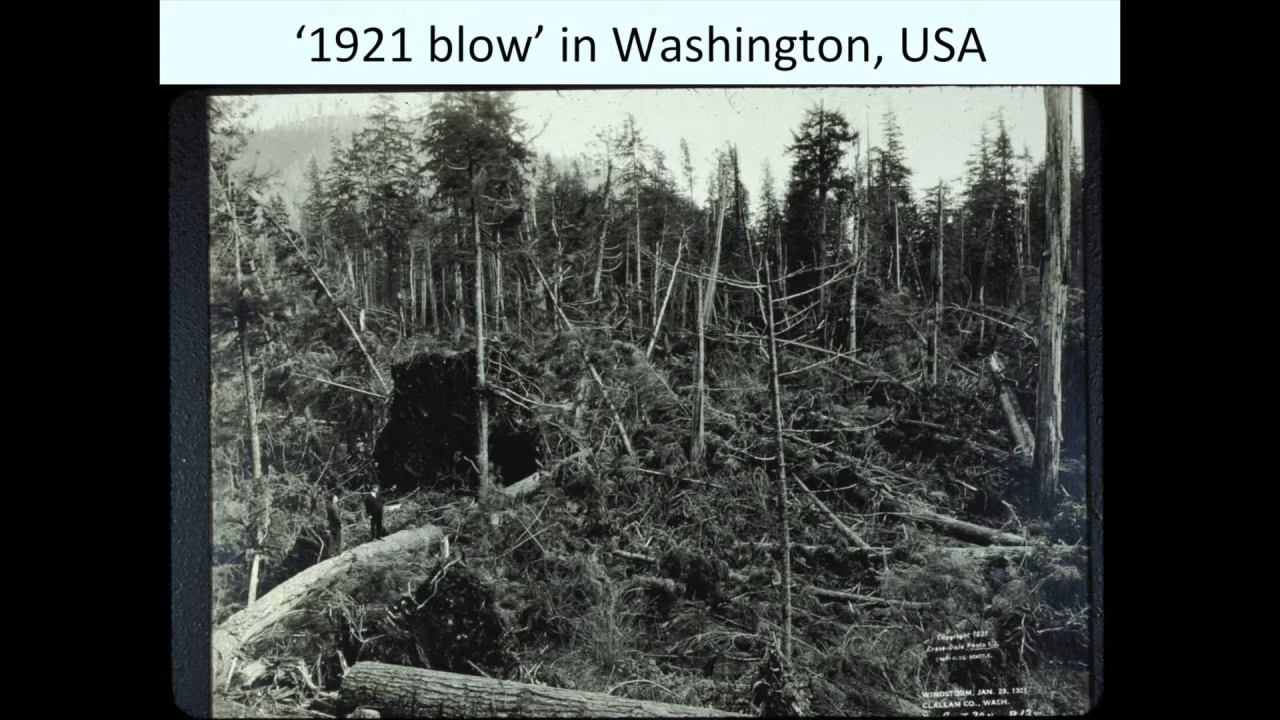 ‘1921 blow’ in Washington, USA
Copyright 1921
WINDSTORM, JAN. 29, 1921
CLALLAM CO., WASH.